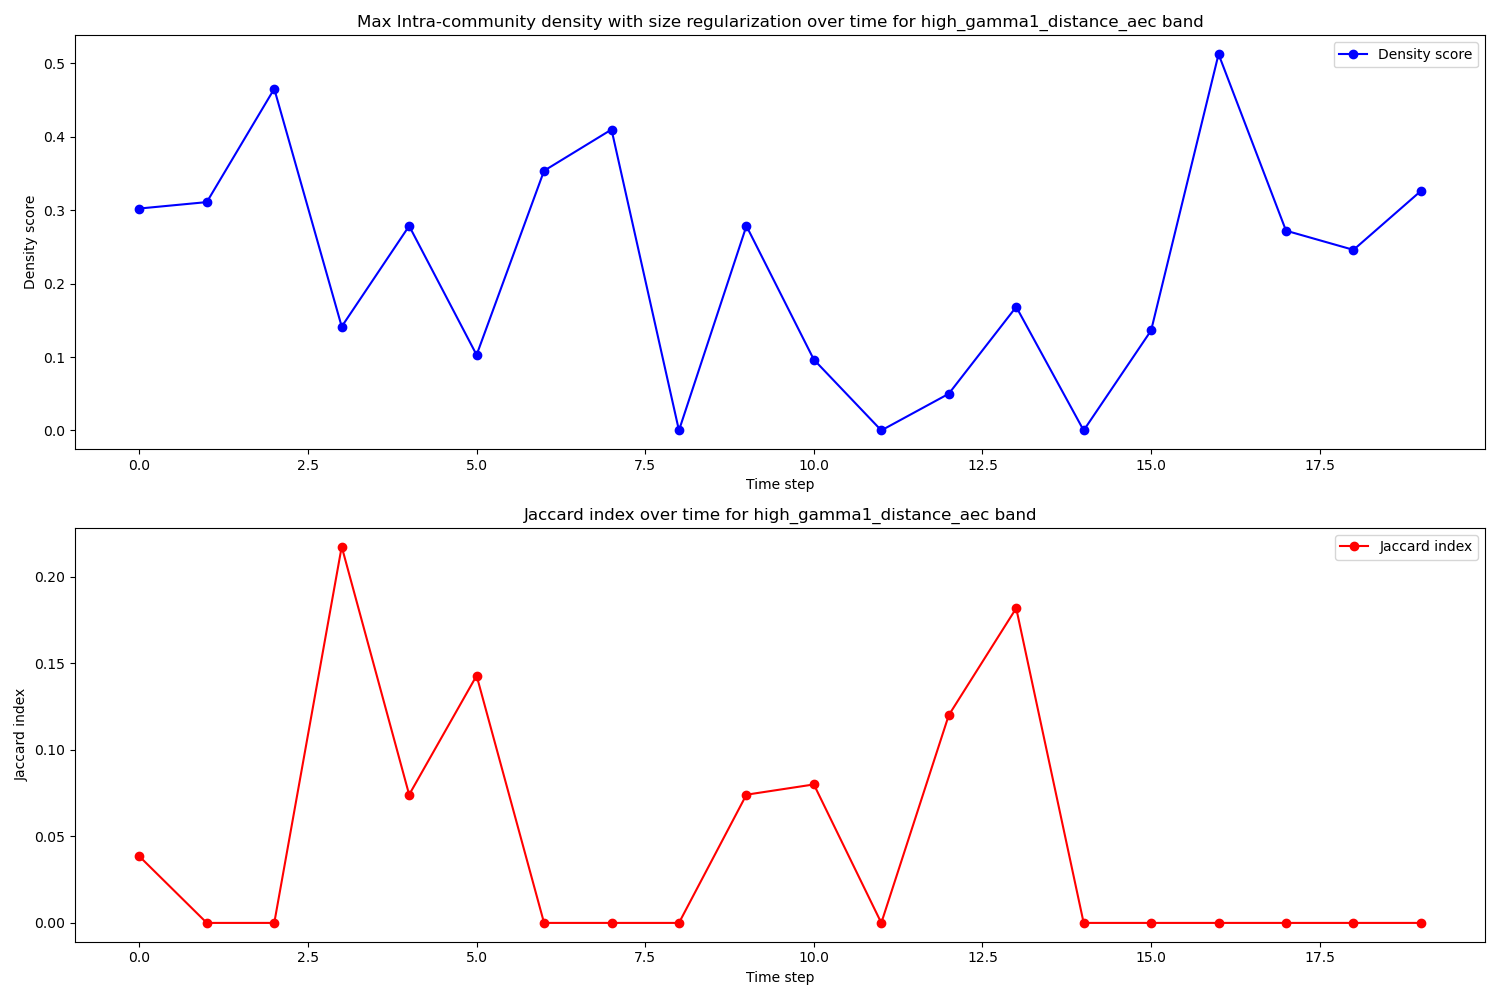 Max Intra-community density with size regularization over time for high_gamma1_distance_aec band
Density score
0.5
0.4
0.3
0.2
0.1
0.0
Density score
0.0 2.5 5.0 7.5 10.0 12.5 15.0 17.5
Time step
Jaccard index over time for high_gamma1_distance_aec band
Jaccard index
0.20
0.15
0.10
0.05
0.00
Jaccard index
0.0 2.5 5.0 7.5 10.0 12.5 15.0 17.5
Time step